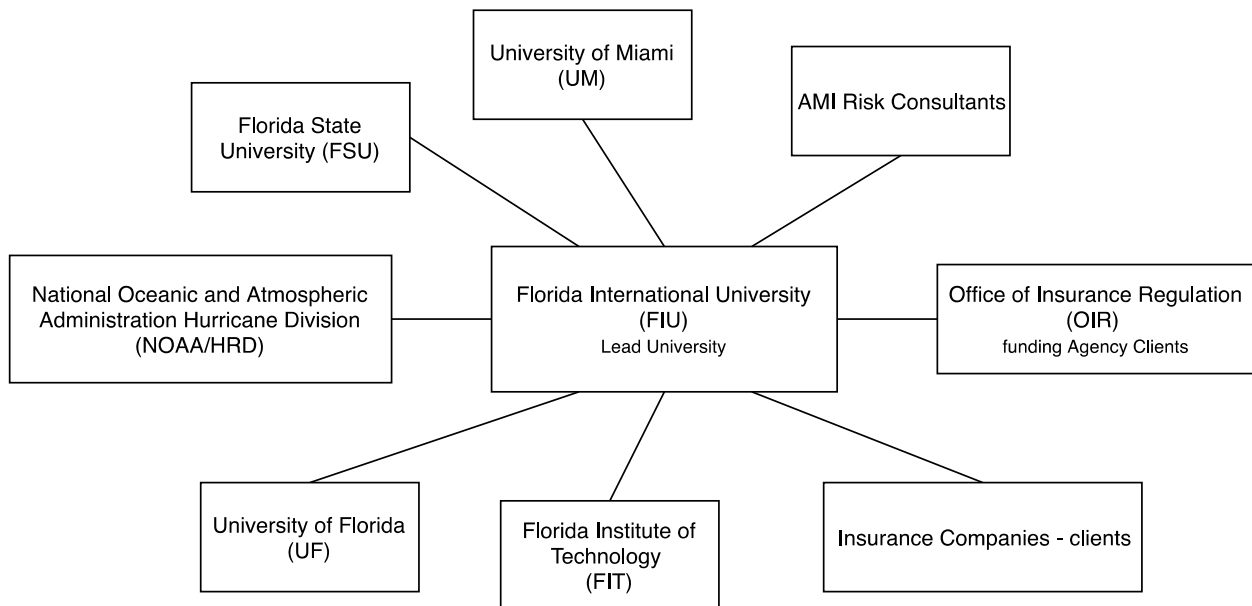 University of Miami
(UM)
AMI Risk Consultants
Florida State
University (FSU)
National Oceanic and Atmospheric
Administration Hurricane Division
(NOAA/HRD)
Florida International University
(FIU)
Lead University
Office of Insurance Regulation
(OIR)
funding Agency Clients
University of Florida
(UF)
Florida Institute of
Technology
(FIT)
Insurance Companies - clients